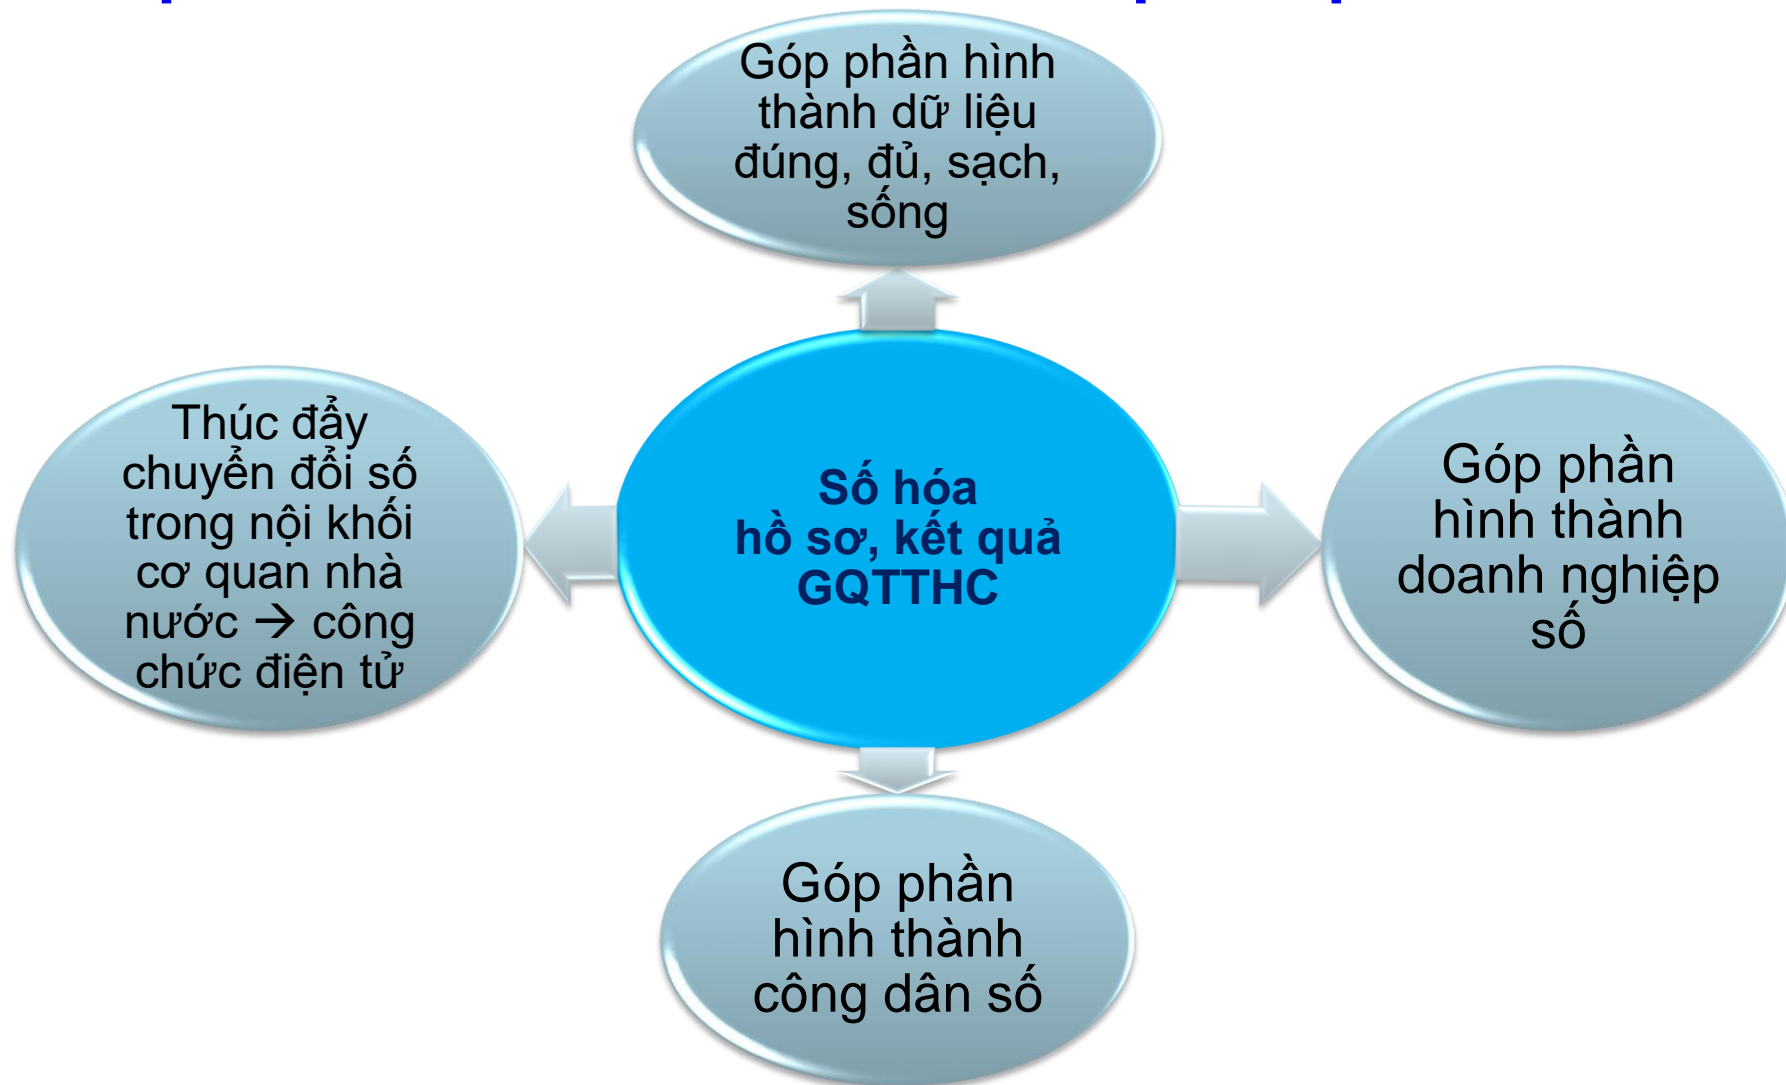 Góp phần hình
thành dữ liệu
đúng, đủ, sạch,
sống
Thúc đẩy
chuyển đổi số
trong nội khối
cơ quan nhà
nước → công
chức điện tử
Số hóa
hồ sơ, kết quả
GQTTHC
Góp phần
hình thành
doanh nghiệp
số
Góp phần
hình thành
công dân số